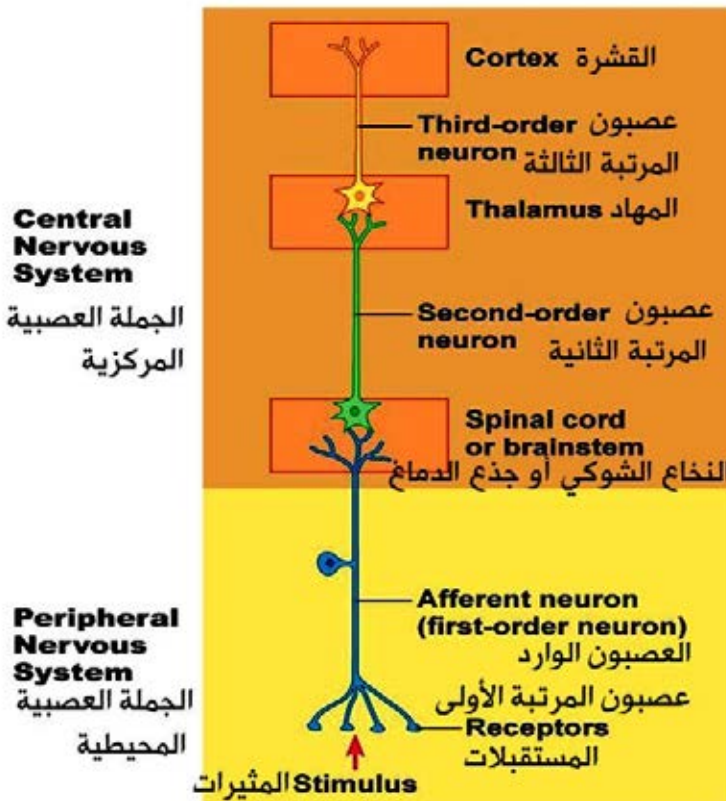 Cortex القشرة
Third-order عصبون
neuron المرتبة الثالثة
Thalamus المهاد
Central
Nervous
System
الجملة العصبية
المركزية
Second-order عصبون
neuron المرتبة الثانية
Spinal cord
or brainstem
النخاع الشوكي أو جذع الدماغ
Peripheral
Nervous
System
الجملة العصبية
المحيطية
Afferent neuron
(first-order neuron)
العصبون الوارد
عصبون المرتبة الأولى
Receptors
المستقبلات
المثيرات Stimulus